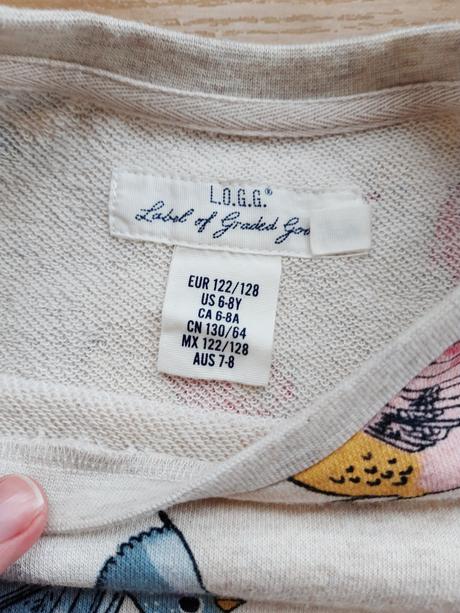 L.O.G.G.®
Label of Graded
EUR 122/128
US 6-8Y
CA 6-8A
CN 130/64
MX 122/128
AUS 7-8